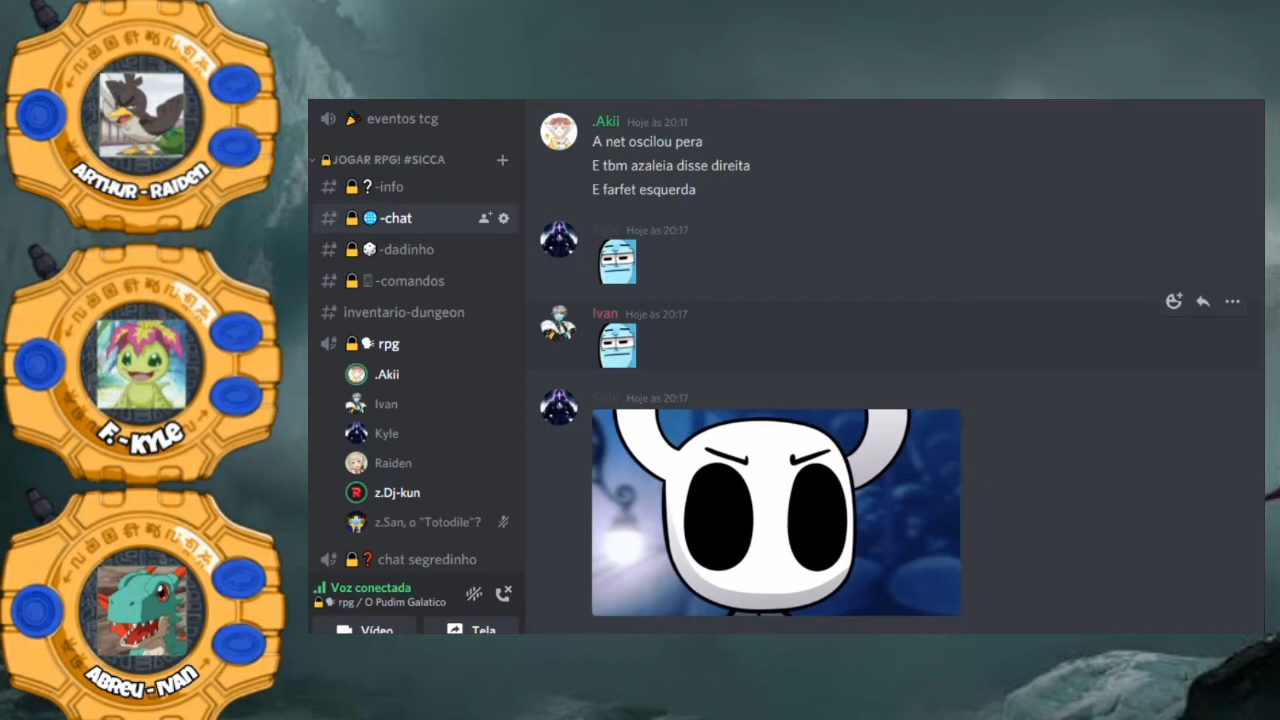 ARTHUR - RAIDEN
F. - KYLE
ABREU - IVAN
eventos tcg
JOGAR RPG! #SICCA
-info
-chat
-dadinho
-comandos
inventario-dungeon
rpg
.Akii
Ivan
Kyle
Raiden
z.Dj-kun
z.San, o "Totodile"?
chat segredinho
Voz conectada
rpg / O Pudim Galatico
Vídeo
Tela
.Akii Hoje às 20:11
A net oscilou pera
E tbm azaleia disse direita
E farfet esquerda
Kyle Hoje às 20:17
Ivan Hoje às 20:17
Kyle Hoje às 20:17